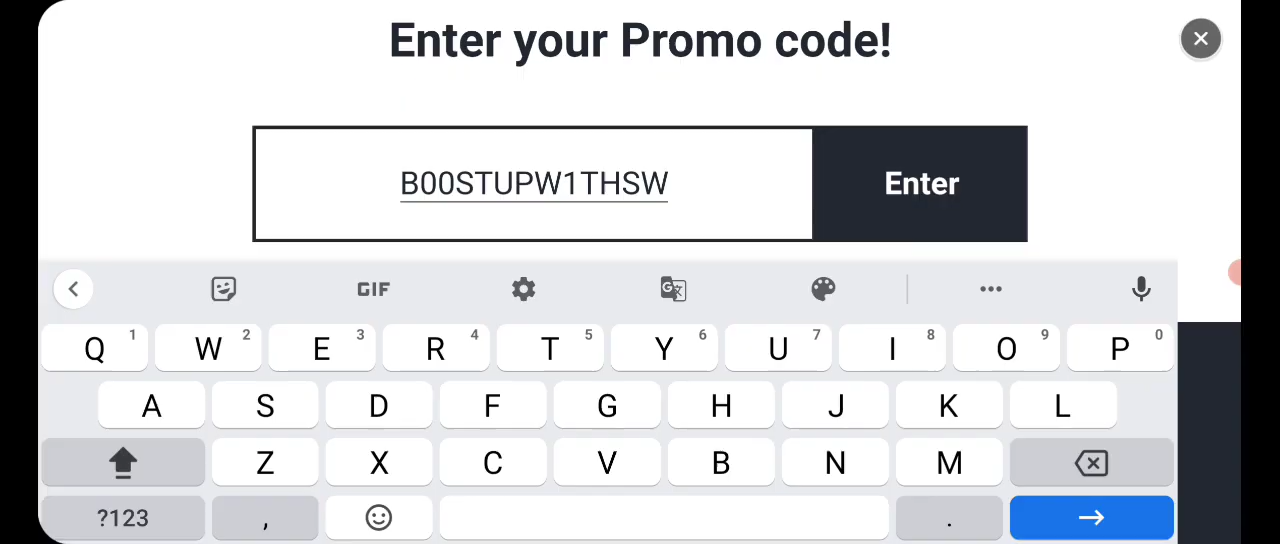 Enter your Promo code!
B00STUPW1THSW
Enter
GIF
Q 1 W 2 E 3 R 4 T 5 Y 6 U 7 I 8 O 9 P 0
A S D F G H J K L
Z X C V B N M
?123 , .